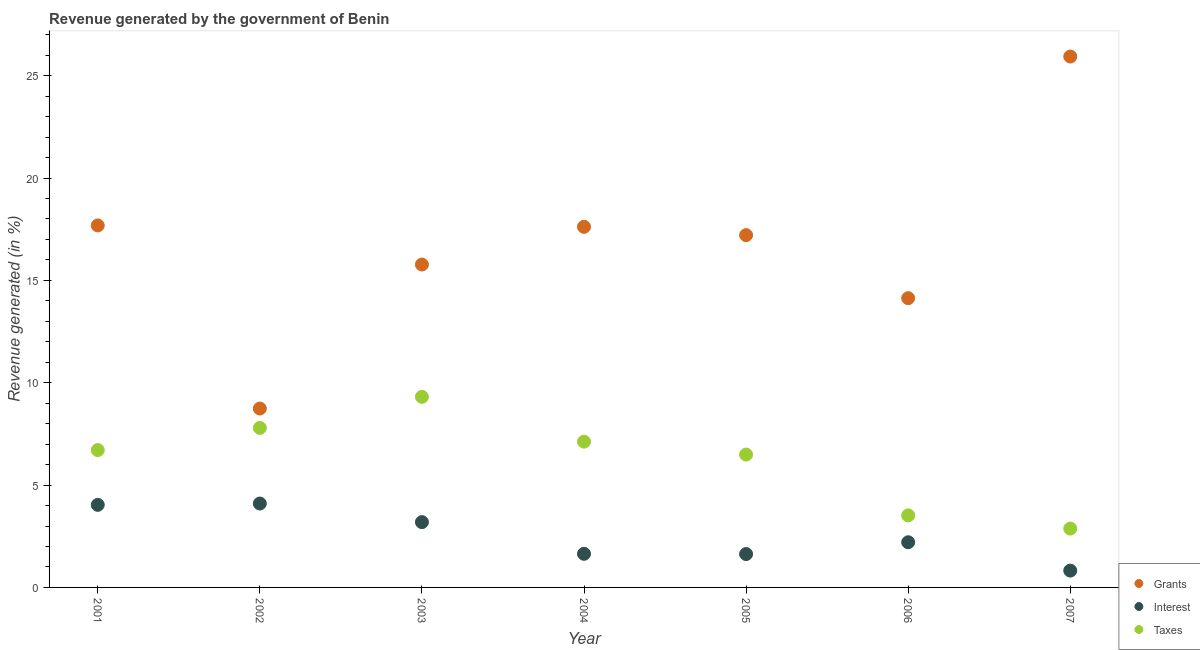 Revenue generated by the government of Benin
Revenue generated (in %)
25
20
15
10
5
0
2001
2002
2003
2004
2005
2006
2007
Year
Grants
Interest
Taxes